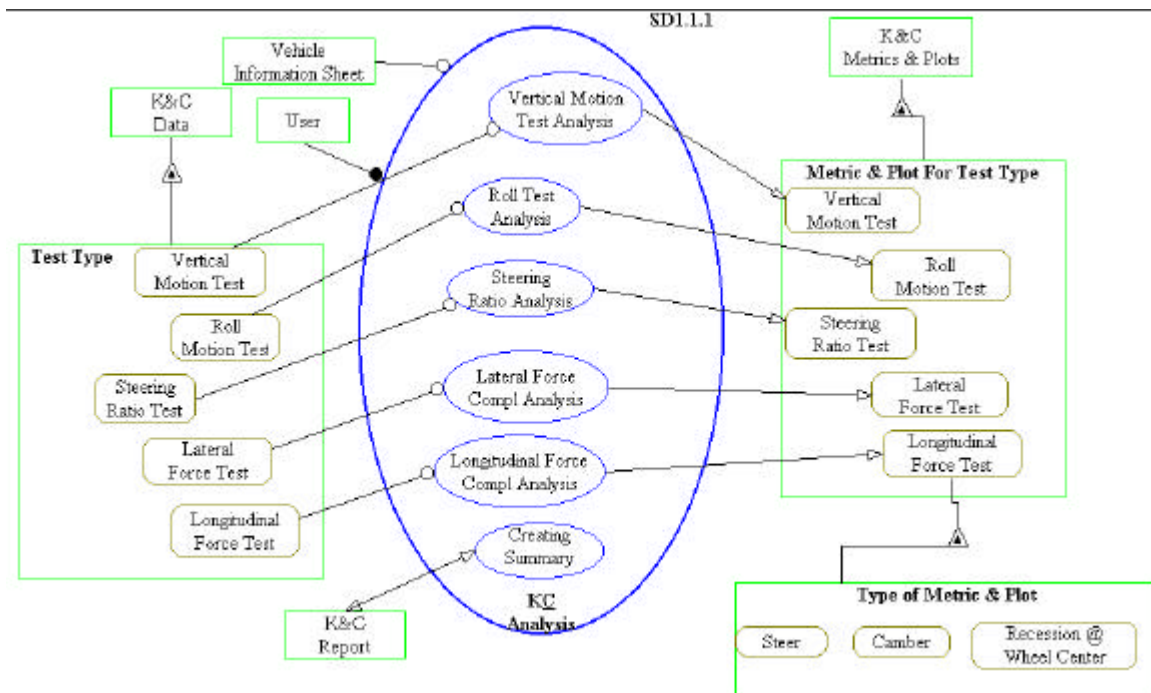 SD1.1.1
Vehicle
Information Sheet
K&C
Data
User
K&C
Metrics & Plots
Vertical Motion
Test Analysis
Roll Test
Analysis
Steering
Ratio Analysis
Lateral Force
Compl Analysis
Longitudinal Force
Compl Analysis
Creating
Summary
KC
Analysis
Test Type
Vertical
Motion Test
Roll
Motion Test
Steering
Ratio Test
Lateral
Force Test
Longitudinal
Force Test
K&C
Report
Metric & Plot For Test Type
Vertical
Motion Test
Roll
Motion Test
Steering
Ratio Test
Lateral
Force Test
Longitudinal
Force Test
Type of Metric & Plot
Steer
Camber
Recession @
Wheel Center